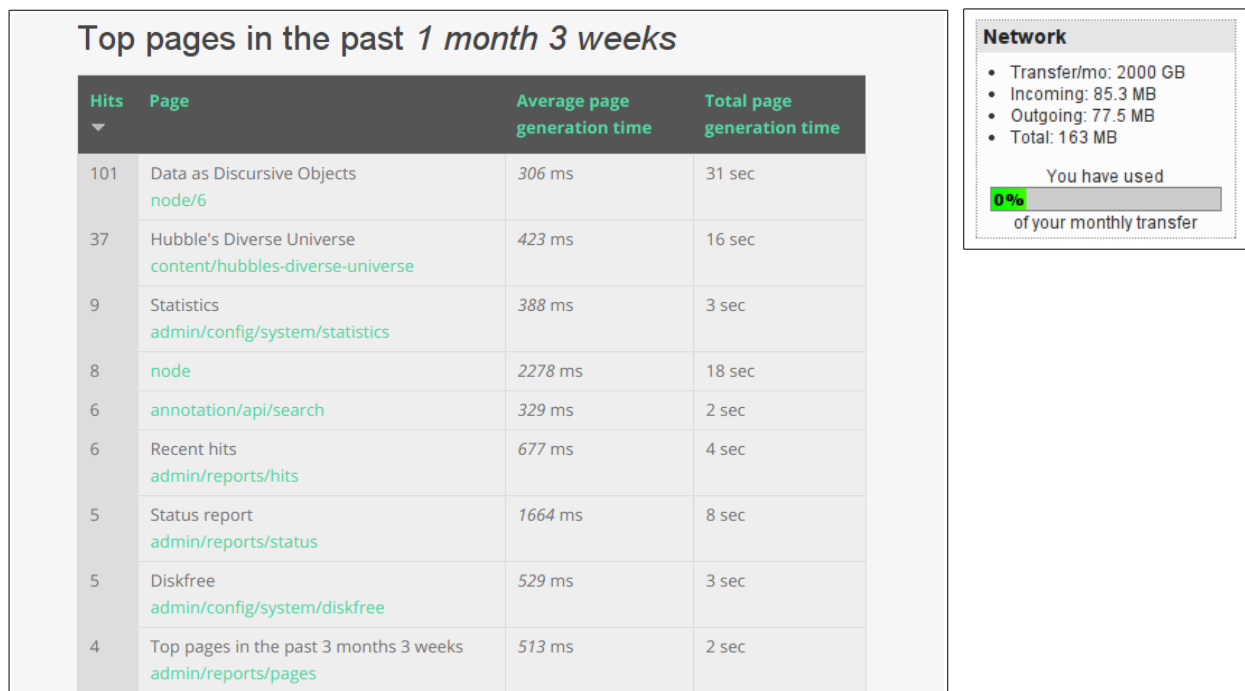 Top pages in the past 1 month 3 weeks
Hits Page Average page generation time Total page generation time
101 Data as Discursive Objects 306 ms 31 sec
node/6
37 Hubble's Diverse Universe 423 ms 16 sec
content/hubbles-diverse-universe
9 Statistics 388 ms 3 sec
admin/config/system/statistics
8 node 2278 ms 18 sec
6 annotation/api/search 329 ms 2 sec
6 Recent hits 677 ms 4 sec
admin/reports/hits
5 Status report 1664 ms 8 sec
admin/reports/status
5 Diskfree 529 ms 3 sec
admin/config/system/diskfree
4 Top pages in the past 3 months 3 weeks 513 ms 2 sec
admin/reports/pages
Network
Transfer/mo: 2000 GB
Incoming: 85.3 MB
Outgoing: 77.5 MB
Total: 163 MB
You have used
0%
of your monthly transfer